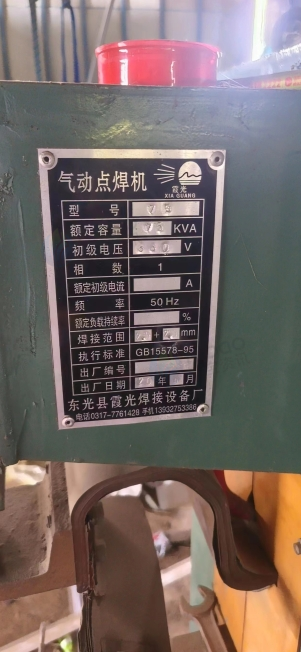 气动点焊机
霞光
XIA GUANG
型 号
额定容量 KVA
初级电压 380 V
相 数 1
额定初级电流 A
频 率 50Hz
额定负载持续率 %
焊接范围 mm
执行标准 GB15578-95
出厂编号
出厂日期 年 月
东光县霞光焊接设备厂
电话0317-7761428 手机13932753386